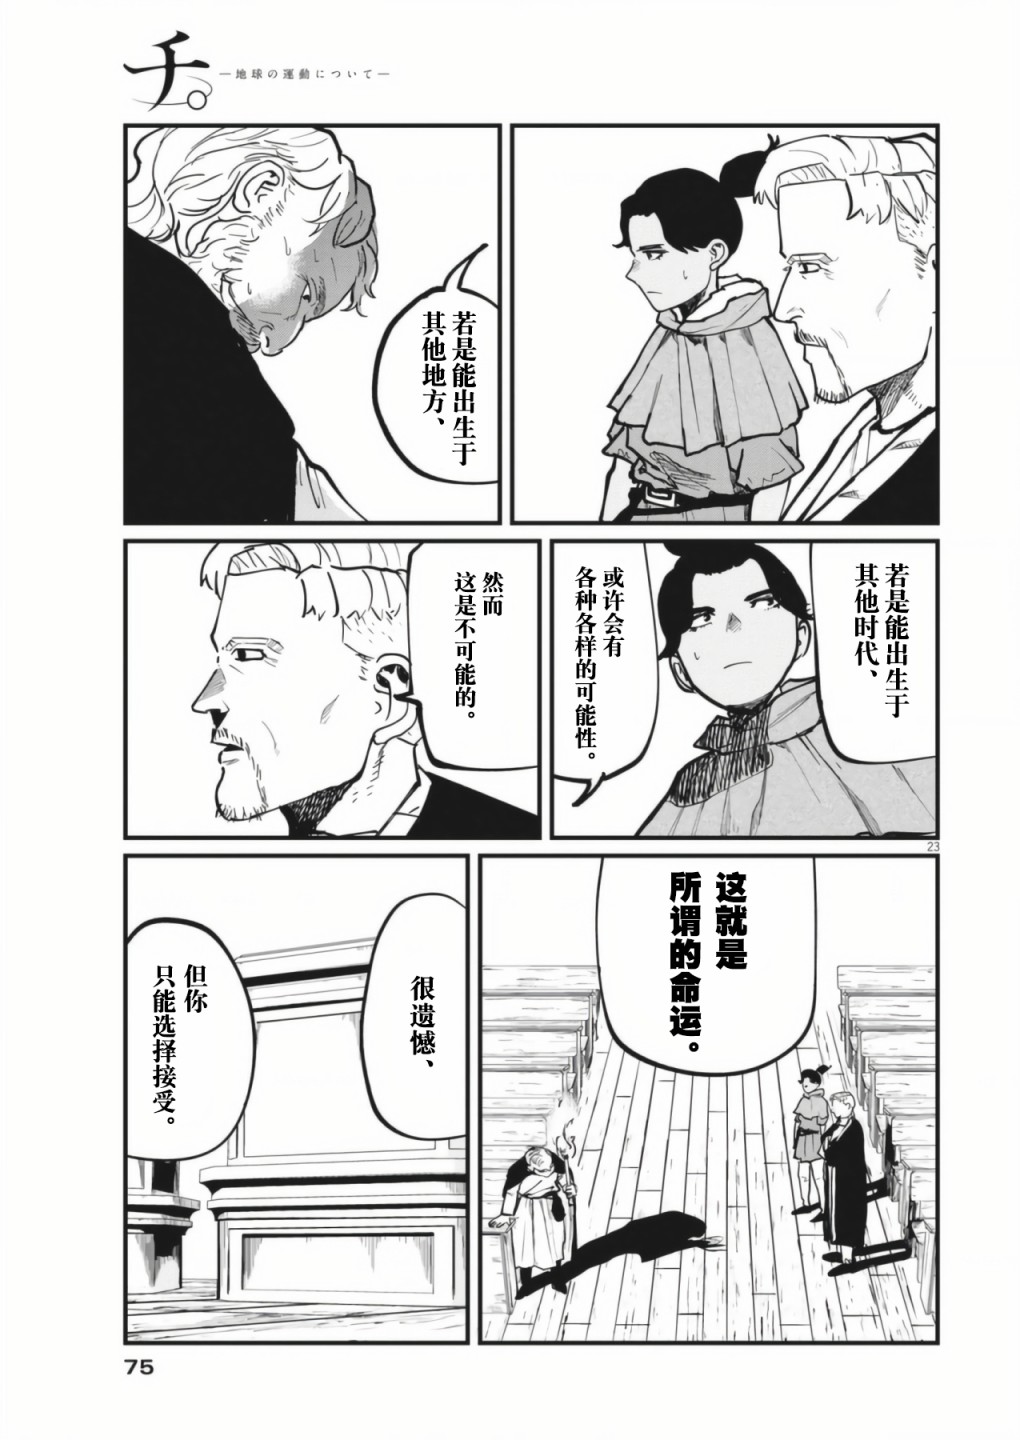 チ。
―地球の運動について―
若是能出生于
其他地方、
若是能出生于
其他时代、
或许会有
各种各样的可能性。
然而
这是不可能的。
23
这就是
所谓的命运。
很遗憾、
但你
只能选择接受。
75